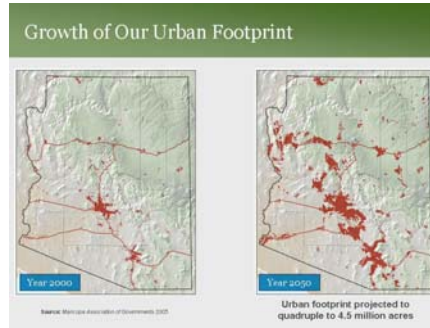 Growth of Our Urban Footprint
Year 2000
Year 2050
Source: Maricopa Association of Governments 2005
Urban footprint projected to
quadruple to 4.5 million acres